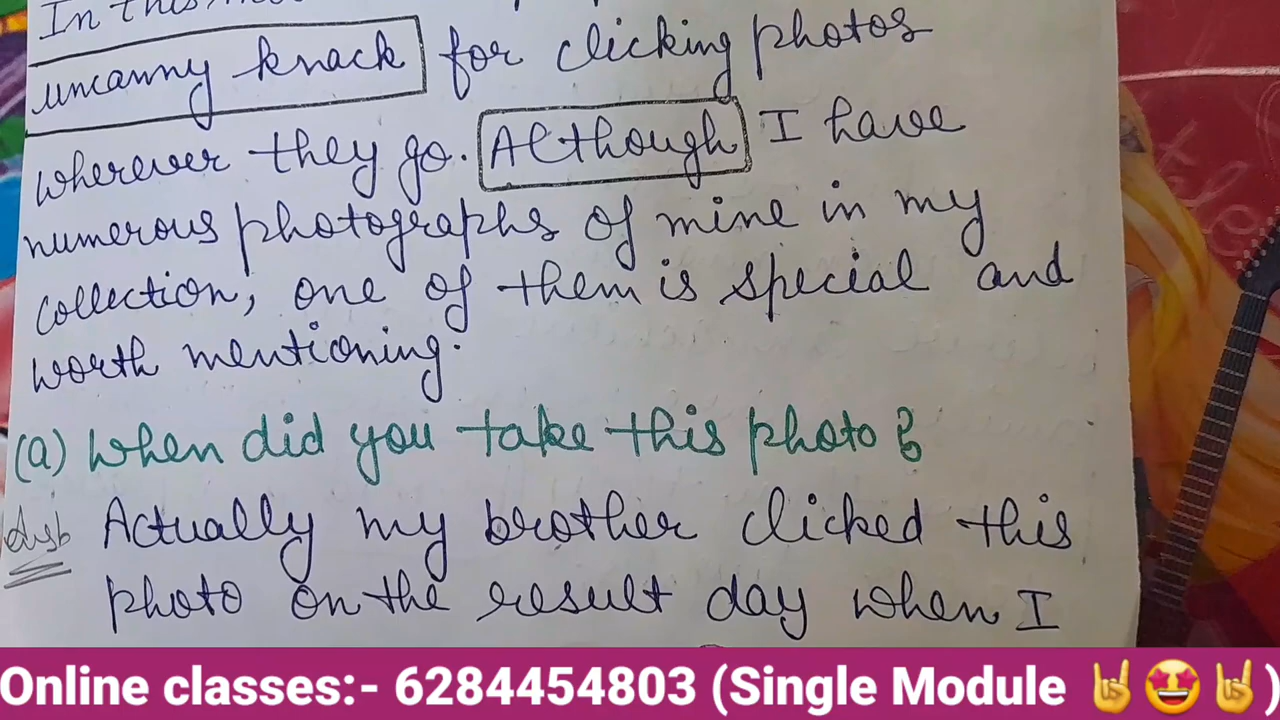 In this
uncanny knack for clicking photos
wherever they go. Although I have
numerous photographs of mine in my
collection, one of them is special and
worth mentioning.
(a) When did you take this photo?
Actually my brother clicked this
photo on the result day when I
Online classes:- 6284454803 (Single Module 🤘🤩🤘)